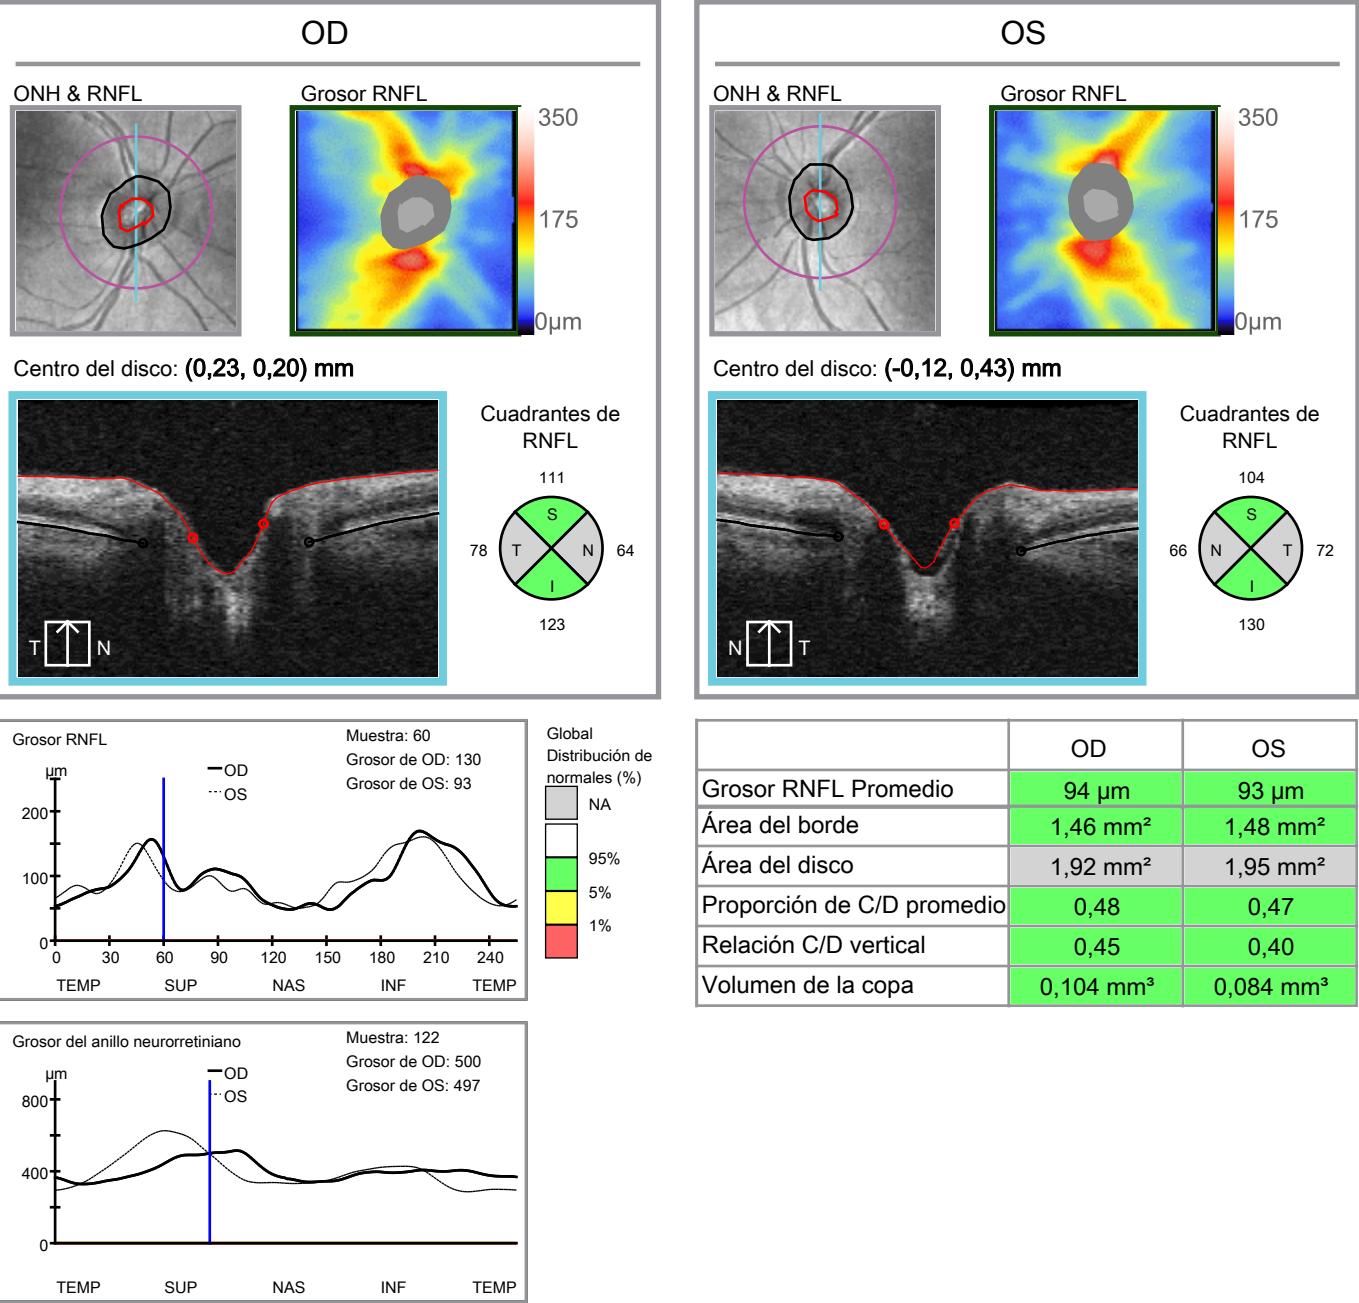 OD
ONH & RNFL
Grosor RNFL
350
175
0µm
Centro del disco: (0,23, 0,20) mm
Cuadrantes de
RNFL
111
S
78 T N 64
I
123
T N
OS
ONH & RNFL
Grosor RNFL
350
175
0µm
Centro del disco: (-0,12, 0,43) mm
Cuadrantes de
RNFL
104
S
66 N T 72
I
130
N T
Grosor RNFL
Muestra: 60
Grosor de OD: 130
Grosor de OS: 93
µm
OD
OS
200
100
0
0 30 60 90 120 150 180 210 240
TEMP SUP NAS INF TEMP
Global
Distribución de
normales (%)
NA
95%
5%
1%
OD OS
Grosor RNFL Promedio 94 µm 93 µm
Área del borde 1,46 mm² 1,48 mm²
Área del disco 1,92 mm² 1,95 mm²
Proporción de C/D promedio 0,48 0,47
Relación C/D vertical 0,45 0,40
Volumen de la copa 0,104 mm³ 0,084 mm³
Grosor del anillo neurorretiniano
Muestra: 122
Grosor de OD: 500
Grosor de OS: 497
µm
OD
OS
800
400
0
TEMP SUP NAS INF TEMP